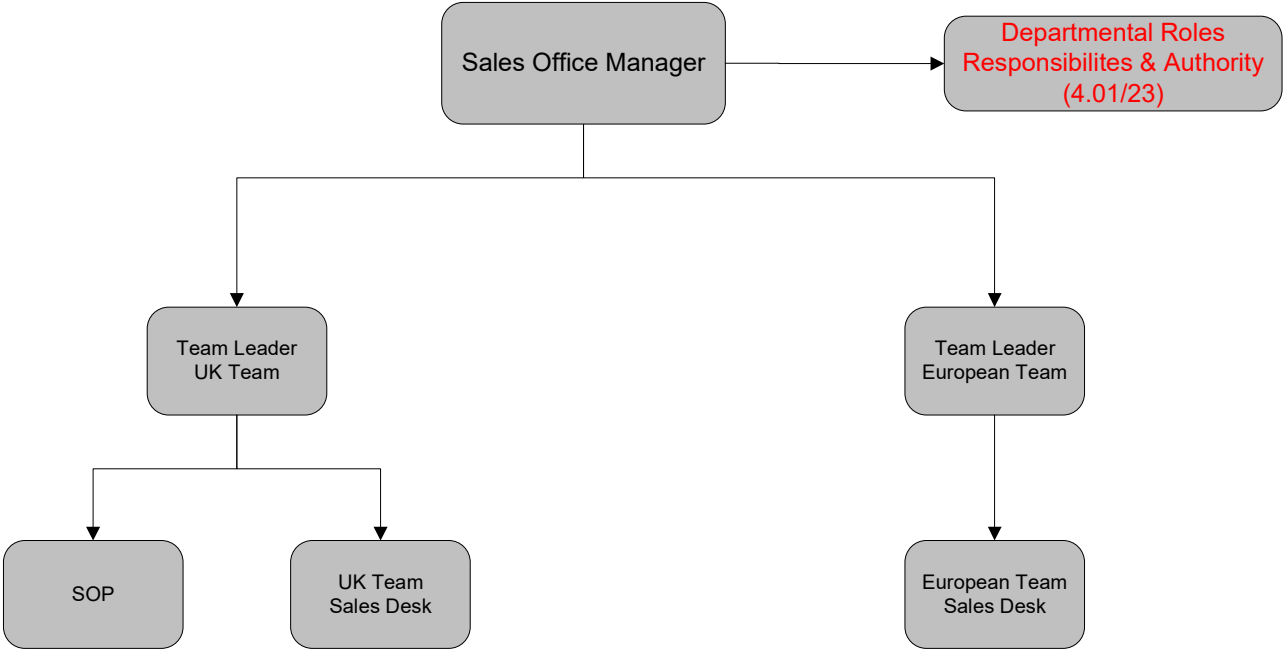 Sales Office Manager
Departmental Roles
Responsibilites & Authority
(4.01/23)
Team Leader
UK Team
Team Leader
European Team
SOP
UK Team
Sales Desk
European Team
Sales Desk